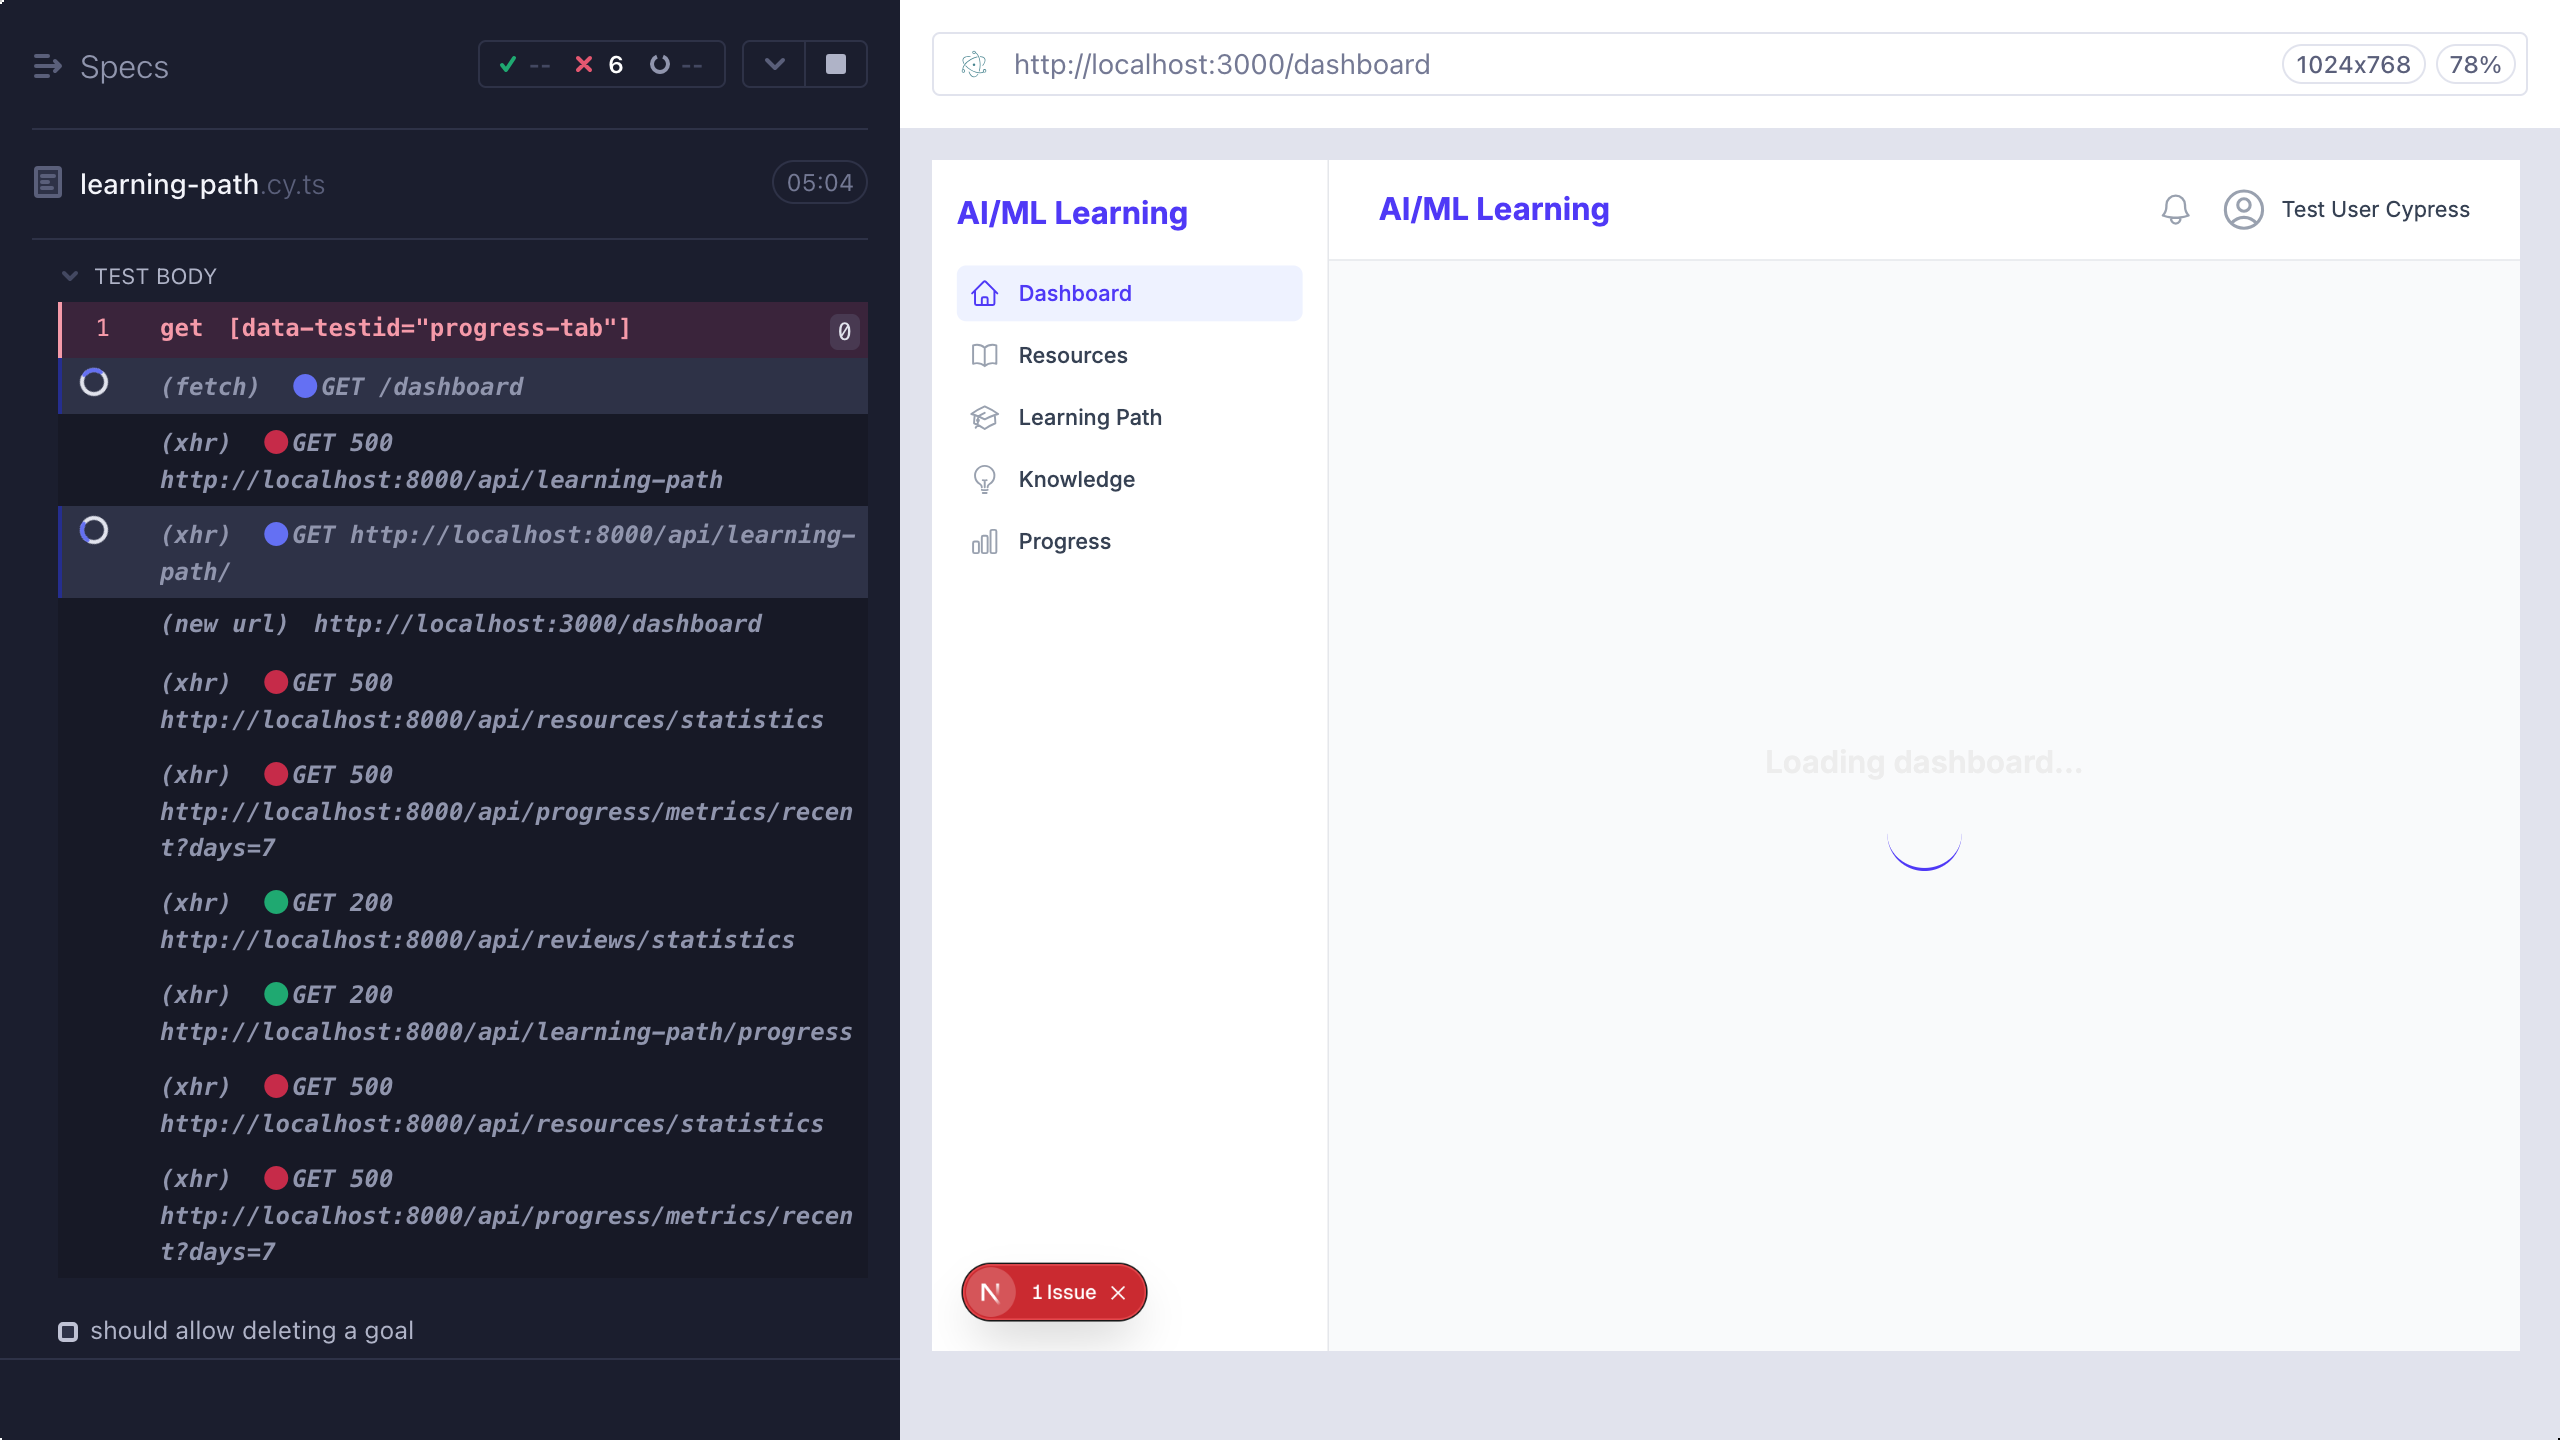 Specs
-- 6 --
learning-path.cy.ts 05:04
TEST BODY
1 get [data-testid="progress-tab"] 0
(fetch) GET /dashboard
(xhr) GET 500
http://localhost:8000/api/learning-path
(xhr) GET http://localhost:8000/api/learning-
path/
(new url) http://localhost:3000/dashboard
(xhr) GET 500
http://localhost:8000/api/resources/statistics
(xhr) GET 500
http://localhost:8000/api/progress/metrics/recen
t?days=7
(xhr) GET 200
http://localhost:8000/api/reviews/statistics
(xhr) GET 200
http://localhost:8000/api/learning-path/progress
(xhr) GET 500
http://localhost:8000/api/resources/statistics
(xhr) GET 500
http://localhost:8000/api/progress/metrics/recen
t?days=7
should allow deleting a goal
http://localhost:3000/dashboard
1024x768 78%
AI/ML Learning
Dashboard
Resources
Learning Path
Knowledge
Progress
N 1 Issue
AI/ML Learning
Test User Cypress
Loading dashboard...